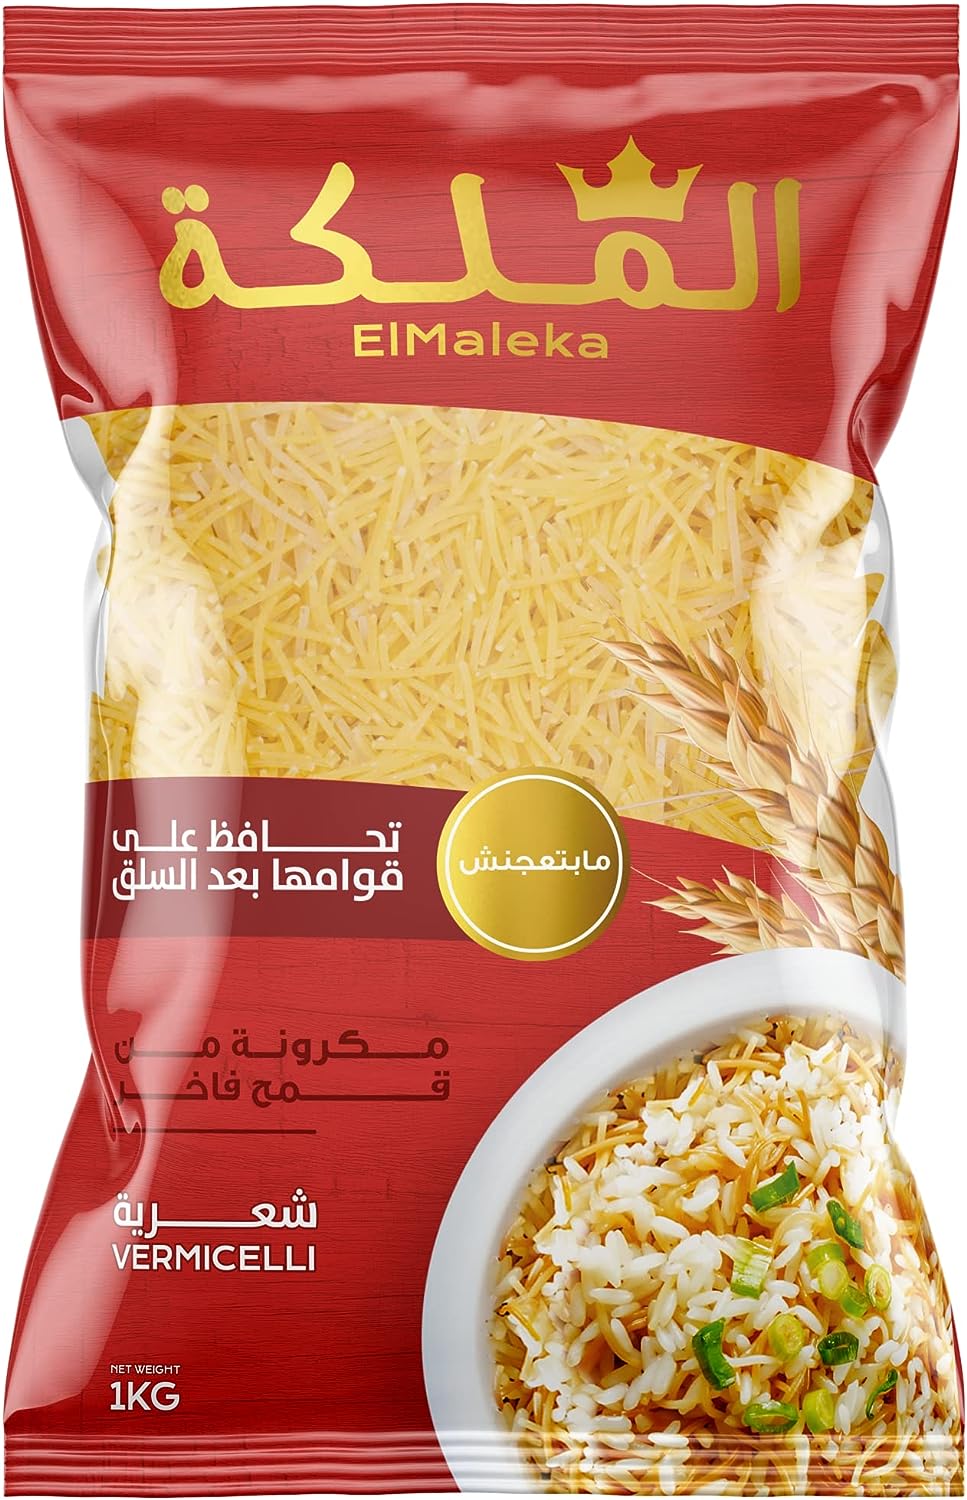 الملكة
ElMaleka
تحافظ على
قوامها بعد السلق
مابتعجنش
مكرونة من
قمح فاخر
شعرية
VERMICELLI
NET WEIGHT
1KG